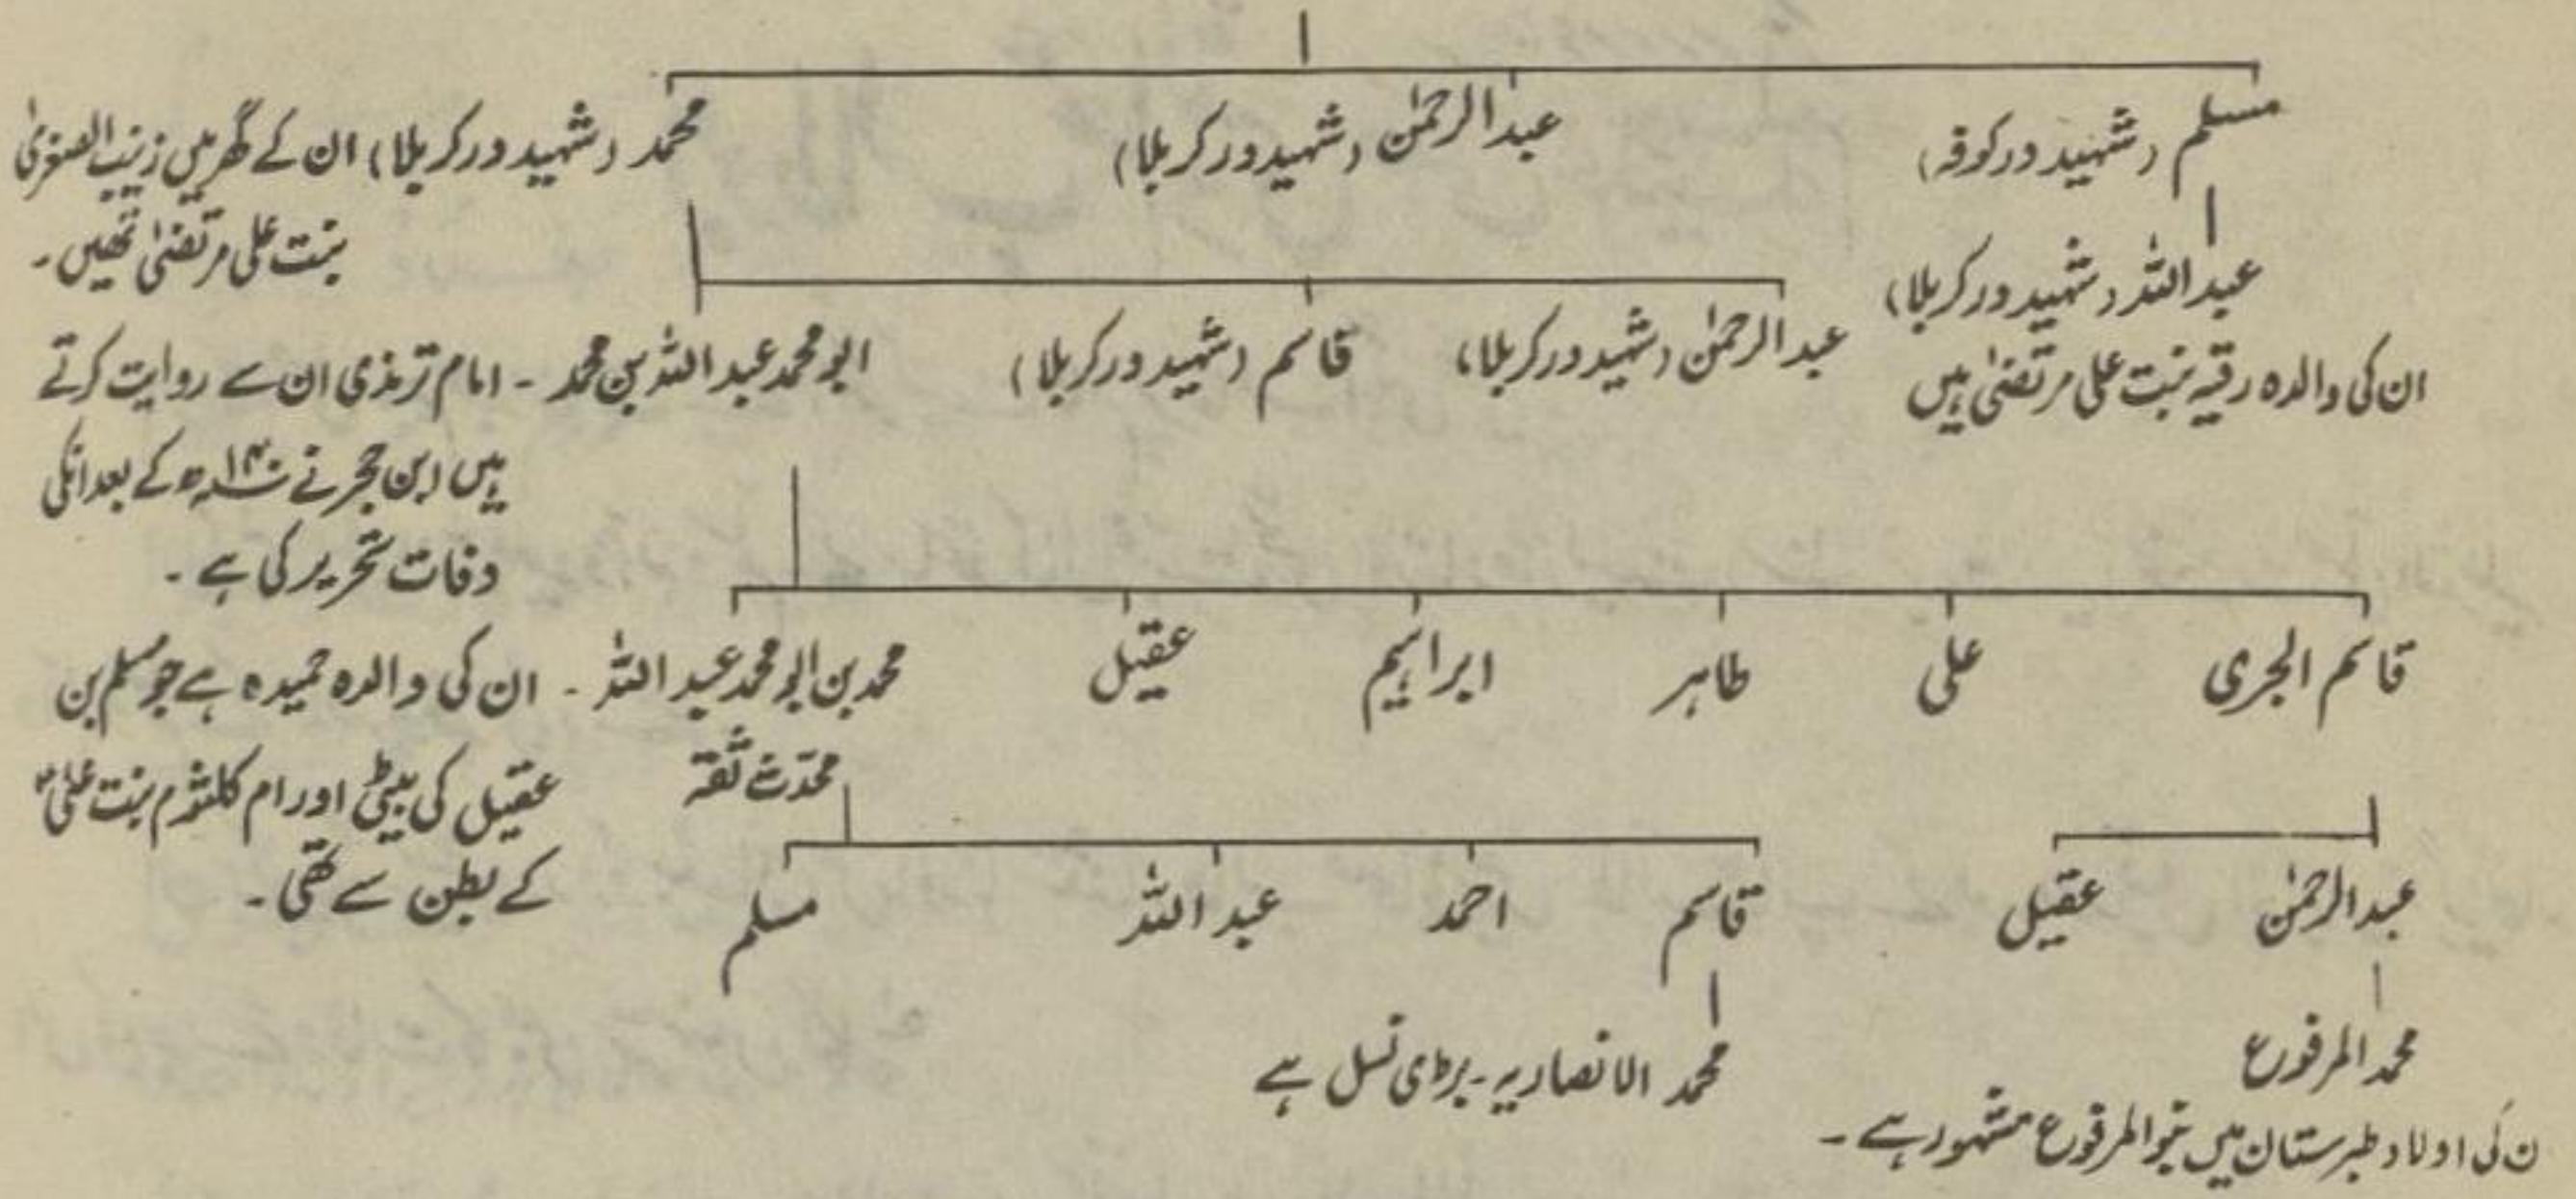 مسلم (شہید در کوفہ)
عبدالرحمٰن (شہید در کربلا)
محمد (شہید در کربلا) ان کے گھر میں زینب الصغریٰ
بنت علی مرتضیٰ تھیں۔
عبداللہ (شہید در کربلا)
ان کی والدہ رقیہ بنت علی مرتضیٰ ہیں
عبدالرحمٰن (شہید در کربلا)
قاسم (شہید در کربلا)
ابو محمد عبداللہ بن محمد ۔ امام ترمذی ان سے روایت کرتے
ہیں ابن حجر نے ۱۴۰ھ کے بعد انکی
وفات تحریر کی ہے۔
قاسم الجری
علی
طاہر
ابراہیم
عقیل
محمد بن ابو محمد عبداللہ ۔ ان کی والدہ حمیدہ ہے جو مسلم بن
محدّث ثقہ
عقیل کی بیٹی اور ام کلثوم بنت علیؓ
کے بطن سے تھی۔
عبدالرحمٰن
عقیل
قاسم
احمد
عبداللہ
مسلم
محمد المرفوع
ن کی اولاد طبرستان میں بنو المرفوع مشہور ہے۔
محمد الانصاریہ۔ بڑی نسل ہے